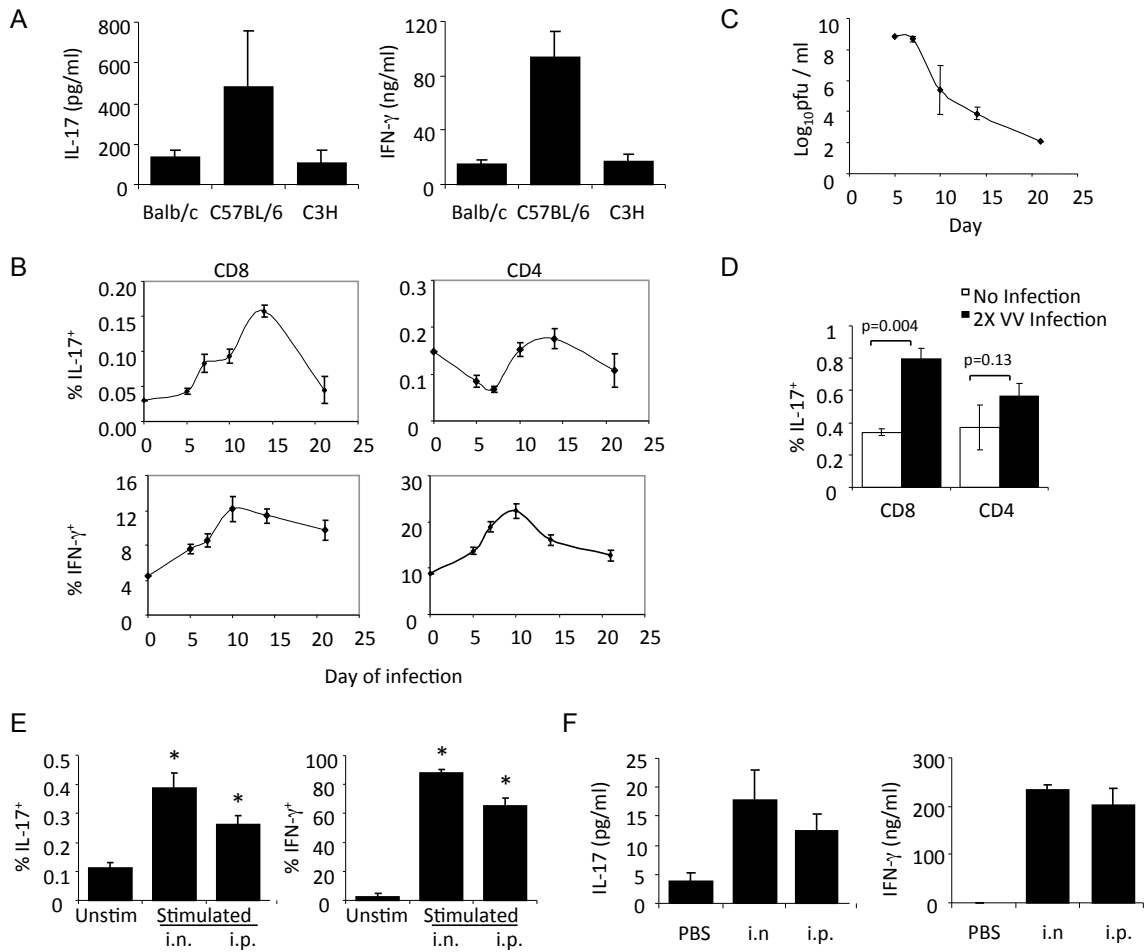 A
IL-17 (pg/ml)
800
600
400
200
0
Balb/c C57BL/6 C3H
IFN-γ (ng/ml)
120
80
40
0
Balb/c C57BL/6 C3H
C
Log10pfu / ml
10
8
6
4
2
0
0 5 10 15 20 25
Day
B
CD8
% IL-17+
0.20
0.15
0.10
0.05
0.00
0 5 10 15 20 25
CD4
0.3
0.2
0.1
0
0 5 10 15 20 25
% IFN-γ+
16
12
8
4
0
0 5 10 15 20 25
30
20
10
0
0 5 10 15 20 25
Day of infection
D
No Infection
2X VV Infection
% IL-17+
1
0.8
0.6
0.4
0.2
0
p=0.004
p=0.13
CD8 CD4
E
% IL-17+
0.5
0.4
0.3
0.2
0.1
0
* *
Unstim Stimulated
i.n. i.p.
% IFN-γ+
100
80
60
40
20
0
* *
Unstim Stimulated
i.n. i.p.
F
IL-17 (pg/ml)
25
20
15
10
5
0
PBS i.n i.p.
IFN-γ (ng/ml)
300
200
100
0
PBS i.n i.p.